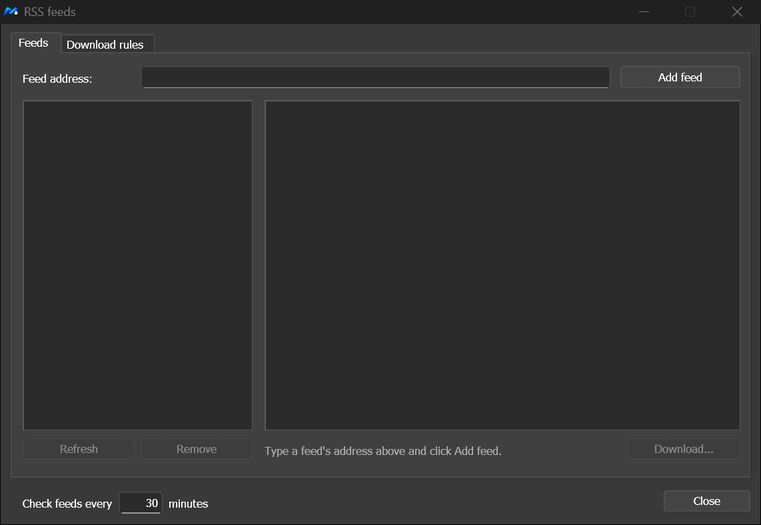 RSS feeds
Feeds
Download rules
Feed address:
Add feed
Refresh
Remove
Type a feed's address above and click Add feed.
Download...
Check feeds every 30 minutes
Close